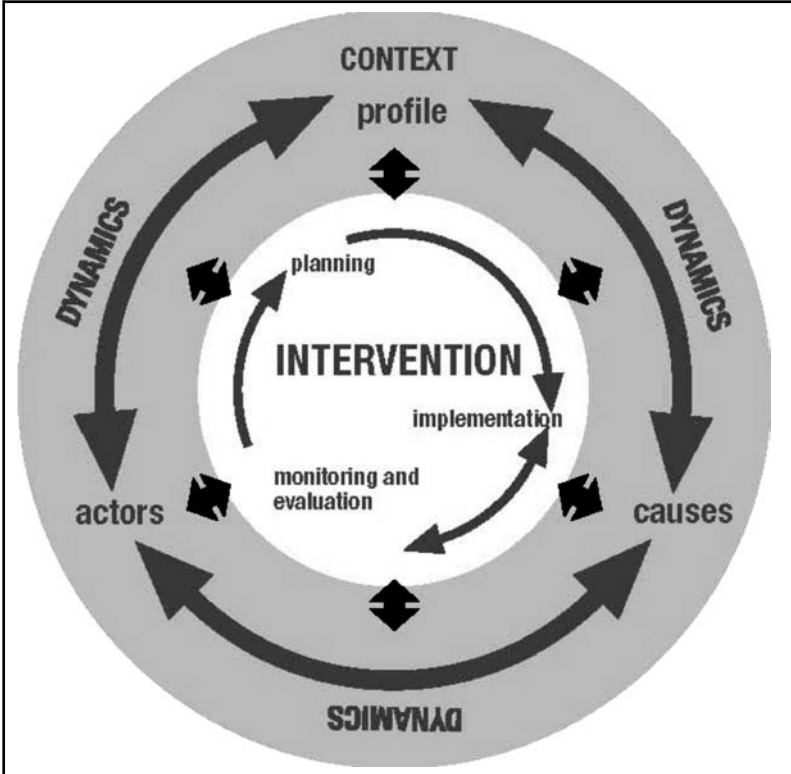 CONTEXT
profile
DYNAMICS
DYNAMICS
planning
INTERVENTION
implementation
monitoring and
evaluation
actors
causes
DYNAMICS